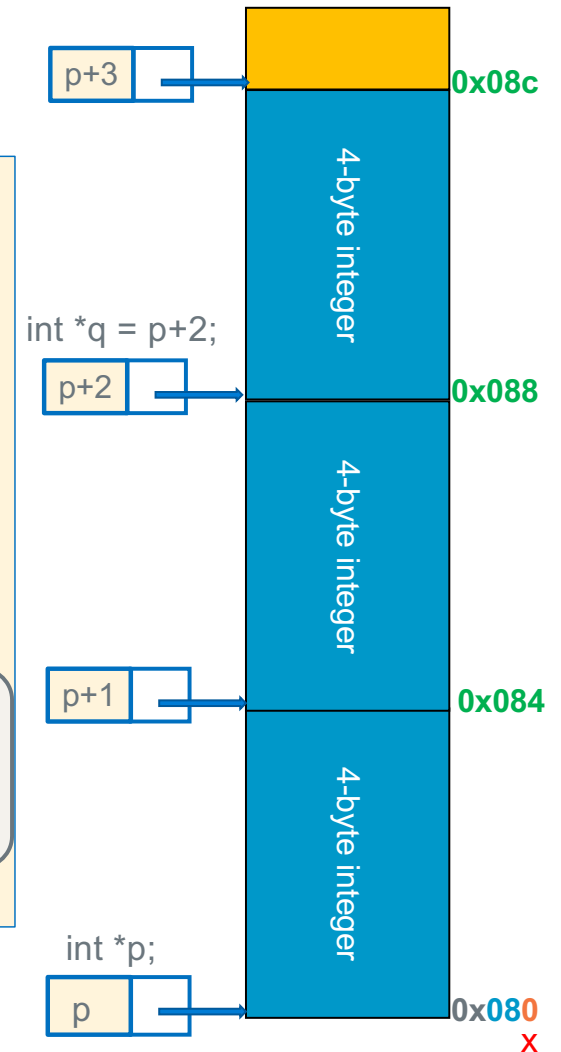 p+3
0x08c
4-byte integer
int *q = p+2;
p+2
0x088
4-byte integer
p+1
0x084
4-byte integer
int *p;
p
0x080
x